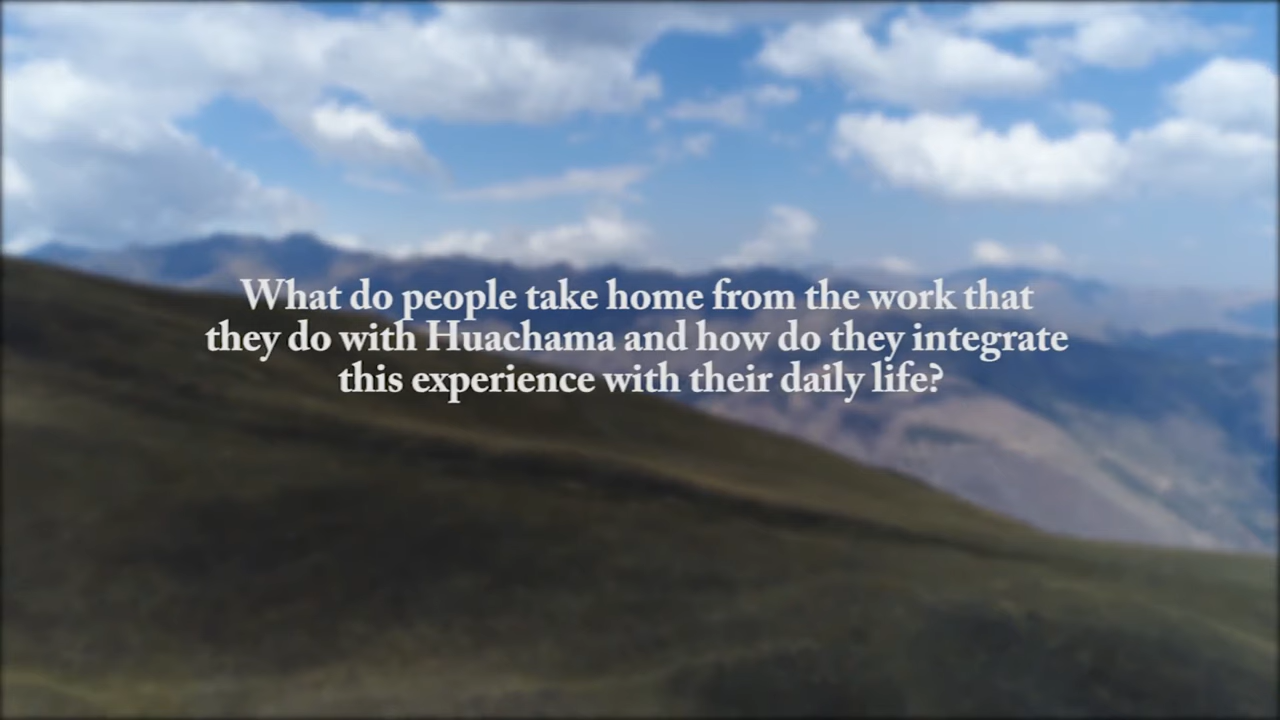 What do people take home from the work that
they do with Huachama and how do they integrate
this experience with their daily life?